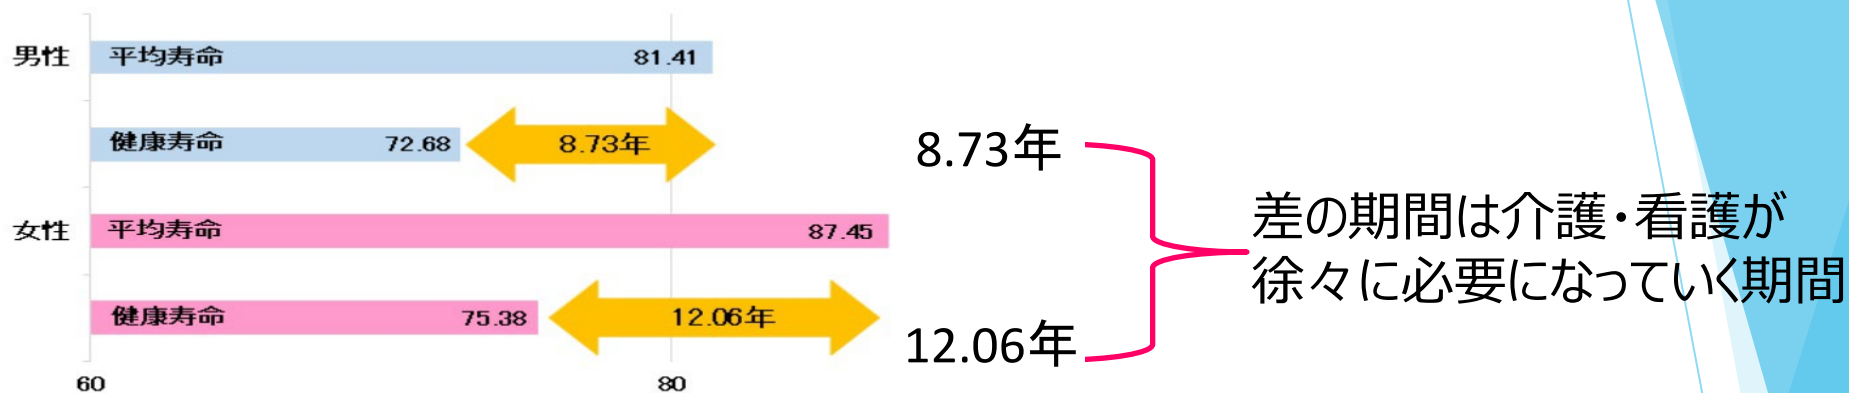 男性
平均寿命
81.41
健康寿命
72.68
8.73年
8.73年
女性
平均寿命
87.45
健康寿命
75.38
12.06年
12.06年
差の期間は介護・看護が
徐々に必要になっていく期間
60
80